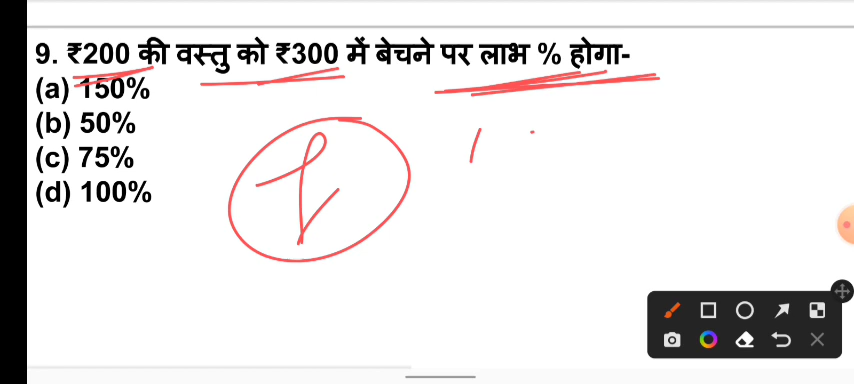 9. ₹200 की वस्तु को ₹300 में बेचने पर लाभ % होगा-
(a) 150%
(b) 50%
(c) 75%
(d) 100%